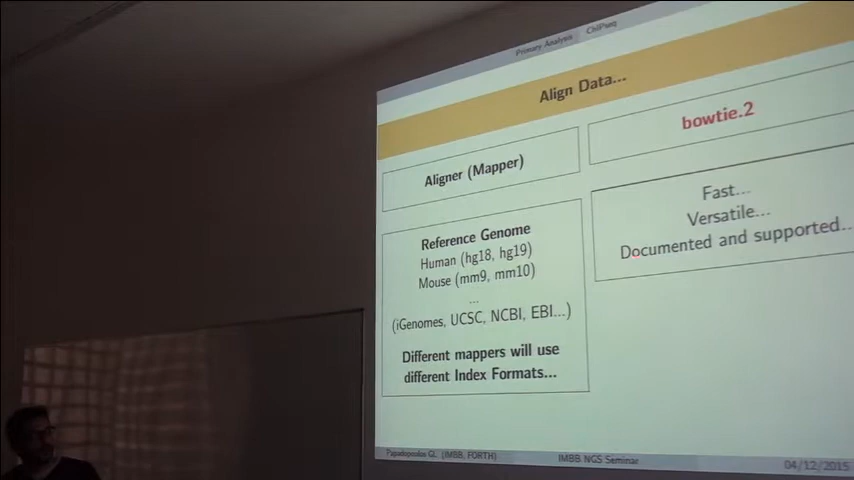 Primary Analysis ChIPseq
Align Data...
Aligner (Mapper)
bowtie.2
Reference Genome
Human (hg18, hg19)
Mouse (mm9, mm10)
...
(iGenomes, UCSC, NCBI, EBI...)
Different mappers will use
different Index Formats...
Fast...
Versatile...
Documented and supported...
Papadopoulos GL. (IMBB, FORTH) IMBB NGS Seminar 04/12/2015